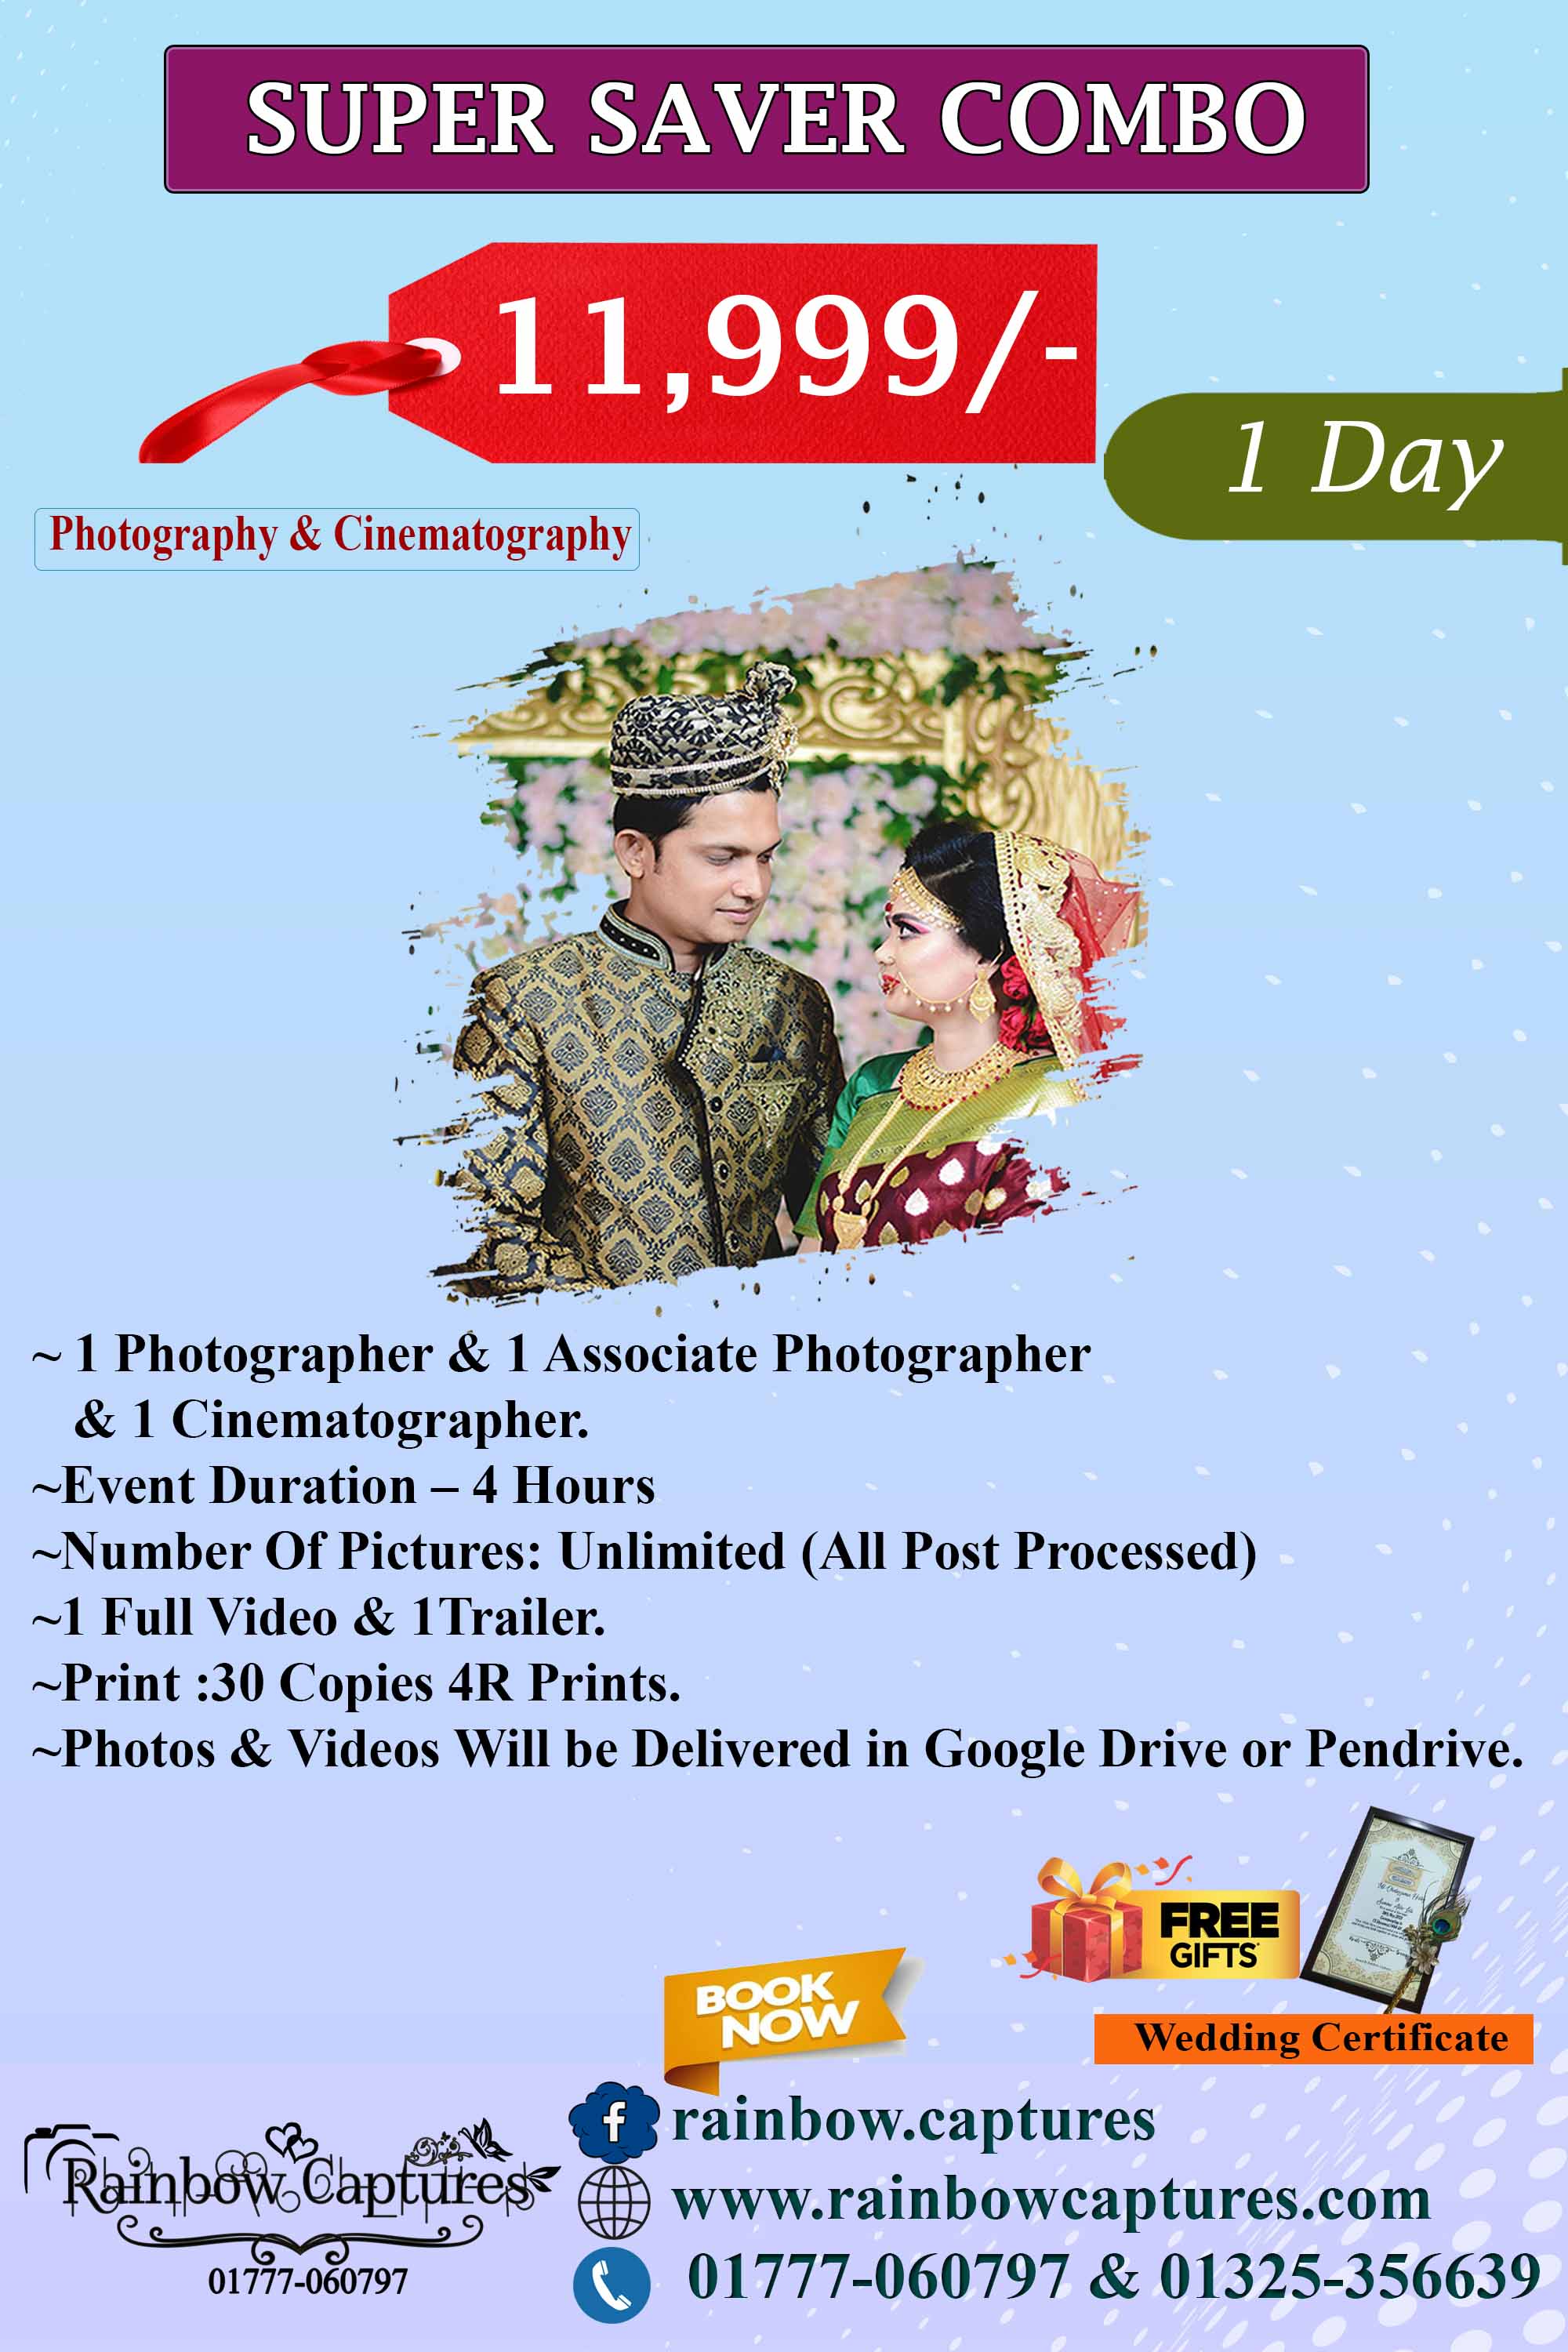 SUPER SAVER COMBO
11,999/-
1 Day
Photography & Cinematography
~ 1 Photographer & 1 Associate Photographer
& 1 Cinematographer.
~Event Duration – 4 Hours
~Number Of Pictures: Unlimited (All Post Processed)
~1 Full Video & 1Trailer.
~Print :30 Copies 4R Prints.
~Photos & Videos Will be Delivered in Google Drive or Pendrive.
FREE
GIFTS
BOOK
NOW
Wedding Certificate
f rainbow.captures
Rainbow Captures
www.rainbowcaptures.com
01777-060797
01777-060797 & 01325-356639